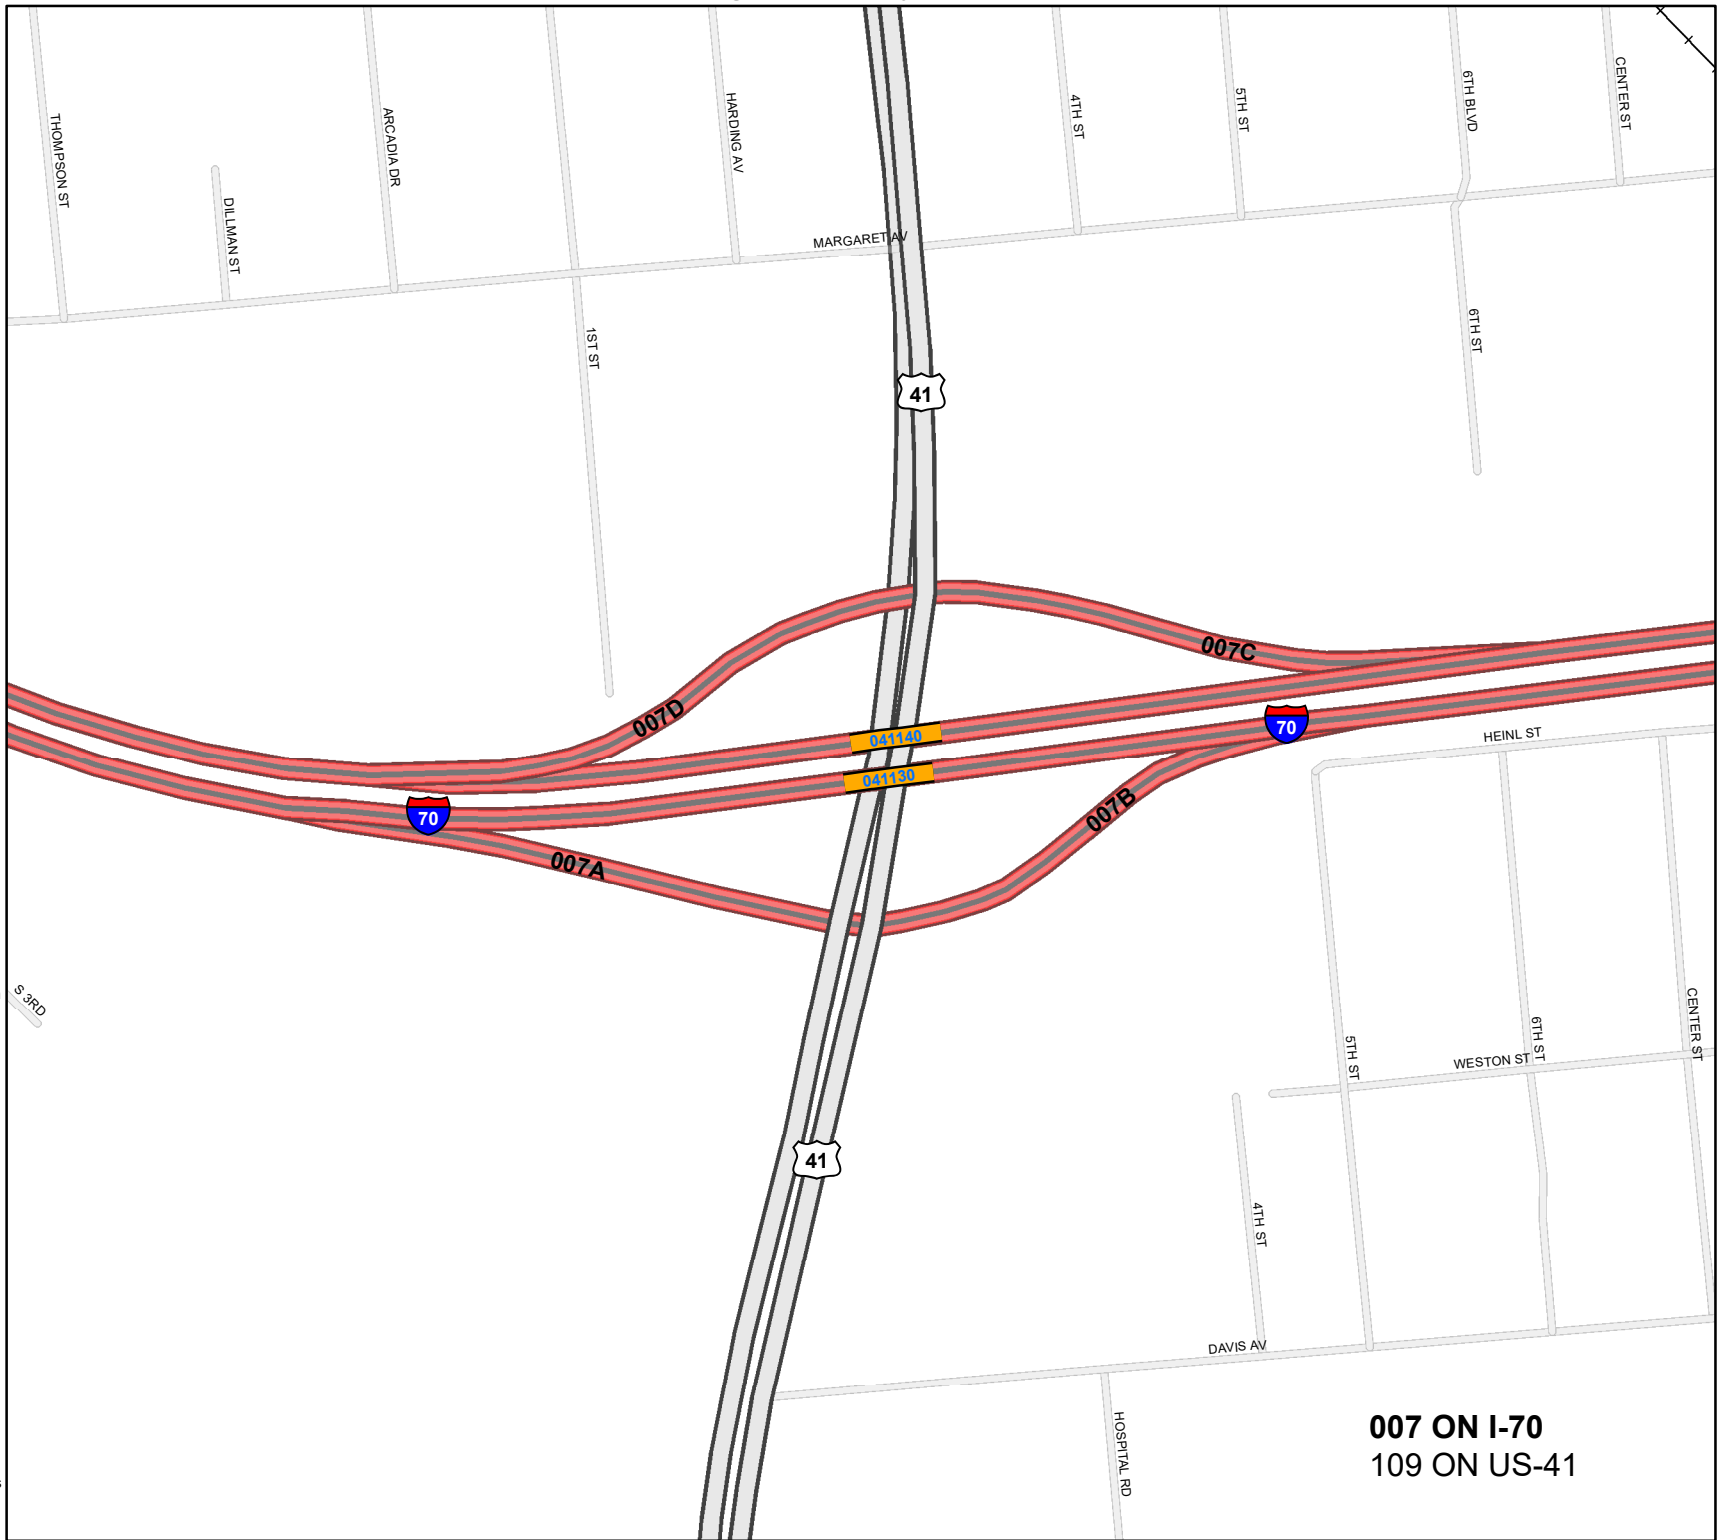 THOMPSON ST
DILLMAN ST
ARCADIA DR
HARDING AV
4TH ST
5TH ST
6TH BLVD
CENTER ST
MARGARET AV
1ST ST
6TH ST
41
007C
007D
041140
70
HEINL ST
041130
70
007B
007A
S 3RD
5TH ST
6TH ST
CENTER ST
WESTON ST
41
4TH ST
DAVIS AV
HOSPITAL RD
007 ON I-70
109 ON US-41